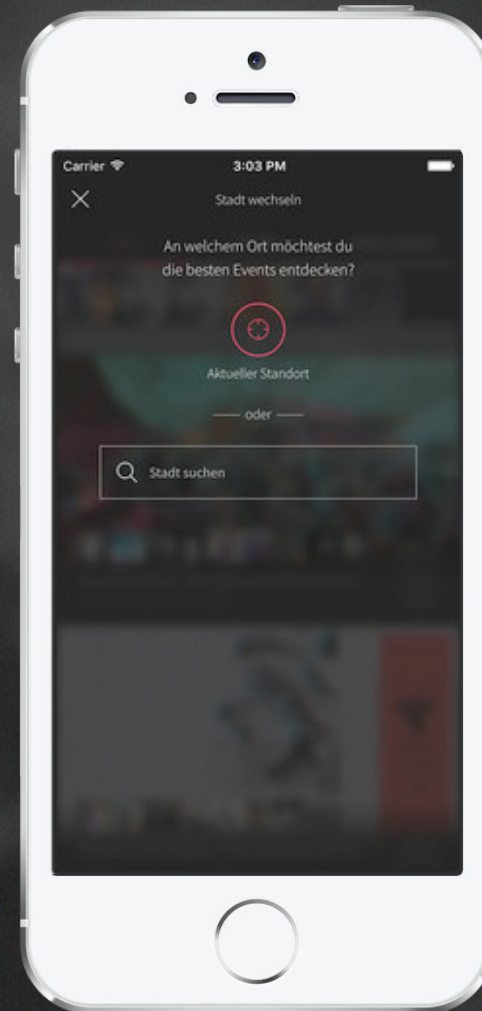 Carrier 3:03 PM
Stadt wechseln
An welchem Ort möchtest du
die besten Events entdecken?
Aktueller Standort
oder
Stadt suchen